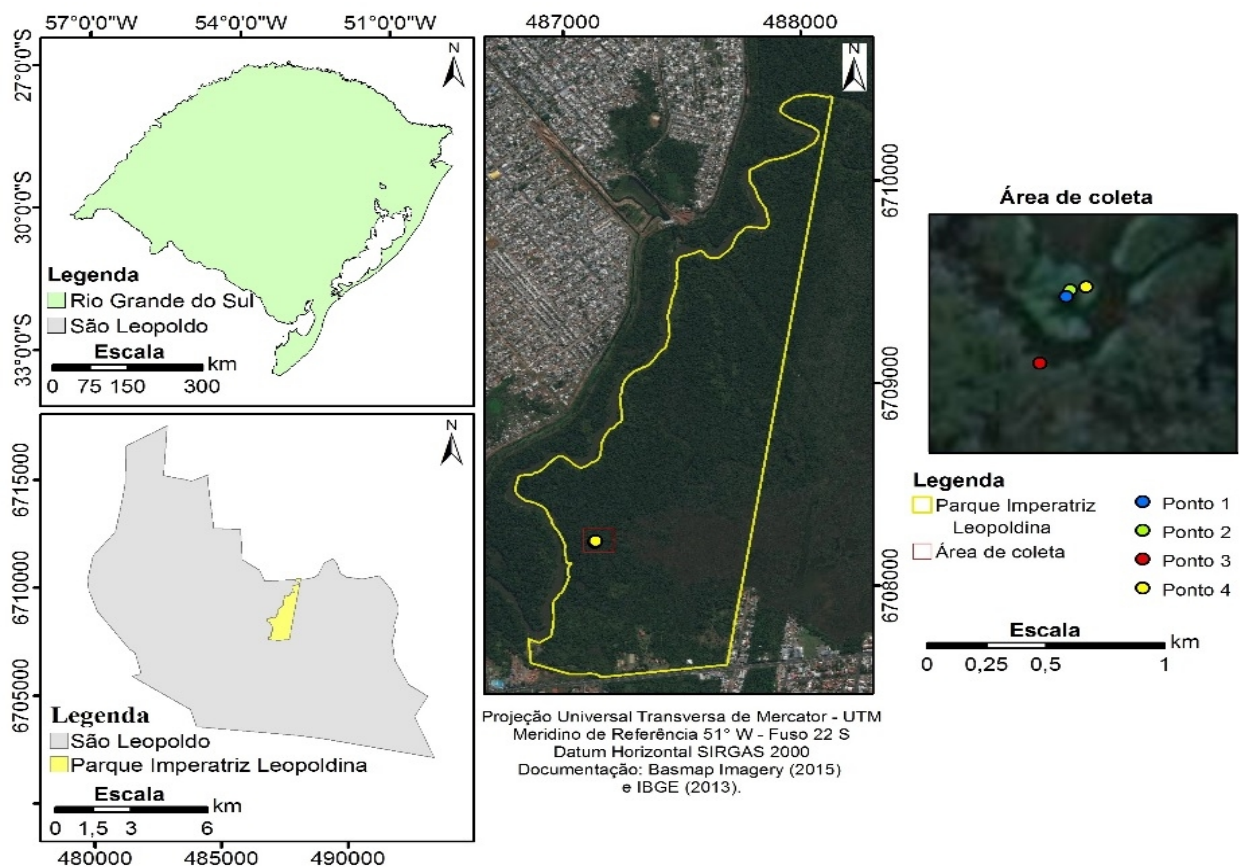 57°0'0"W 54°0'0"W 51°0'0"W
27°0'0"S
30°0'0"S
33°0'0"S
N
Legenda
Rio Grande do Sul
São Leopoldo
Escala
km
0 75 150 300
N
6715000
6710000
6705000
Legenda
São Leopoldo
Parque Imperatriz Leopoldina
Escala
km
0 1,5 3 6
480000 485000 490000
487000 488000
N
6710000
6709000
6708000
Projeção Universal Transversa de Mercator - UTM
Meridino de Referência 51° W - Fuso 22 S
Datum Horizontal SIRGAS 2000
Documentação: Basmap Imagery (2015)
e IBGE (2013).
Área de coleta
Legenda
Parque Imperatriz
Leopoldina
Área de coleta
Ponto 1
Ponto 2
Ponto 3
Ponto 4
Escala
km
0 0,25 0,5 1